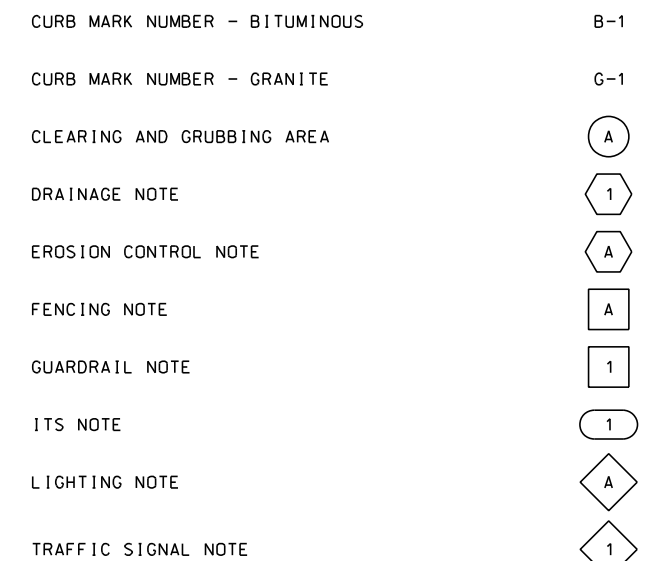 CURB MARK NUMBER - BITUMINOUS B-1
CURB MARK NUMBER - GRANITE G-1
CLEARING AND GRUBBING AREA A
DRAINAGE NOTE 1
EROSION CONTROL NOTE A
FENCING NOTE A
GUARDRAIL NOTE 1
ITS NOTE 1
LIGHTING NOTE A
TRAFFIC SIGNAL NOTE 1